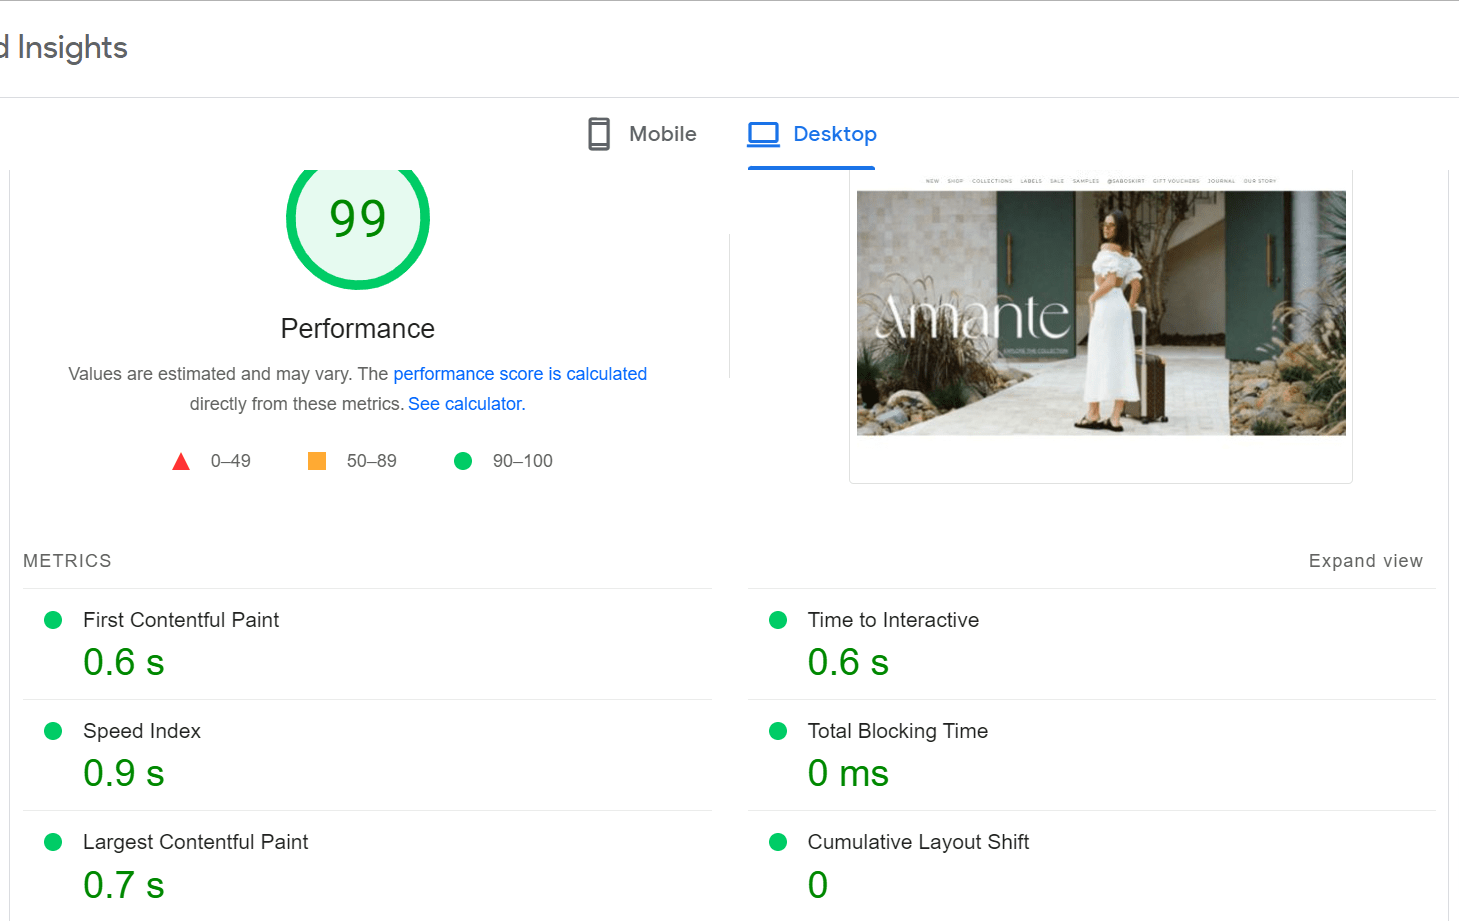 d Insights
Mobile
Desktop
99
Performance
Values are estimated and may vary. The performance score is calculated
directly from these metrics. See calculator.
0–49
50–89
90–100
NEW SHOP COLLECTIONS LABELS SALE SAMPLES @SABOSKIRT GIFT VOUCHERS JOURNAL OUR STORY
Amante
EXPLORE THE COLLECTION
METRICS
Expand view
First Contentful Paint
0.6 s
Time to Interactive
0.6 s
Speed Index
0.9 s
Total Blocking Time
0 ms
Largest Contentful Paint
0.7 s
Cumulative Layout Shift
0